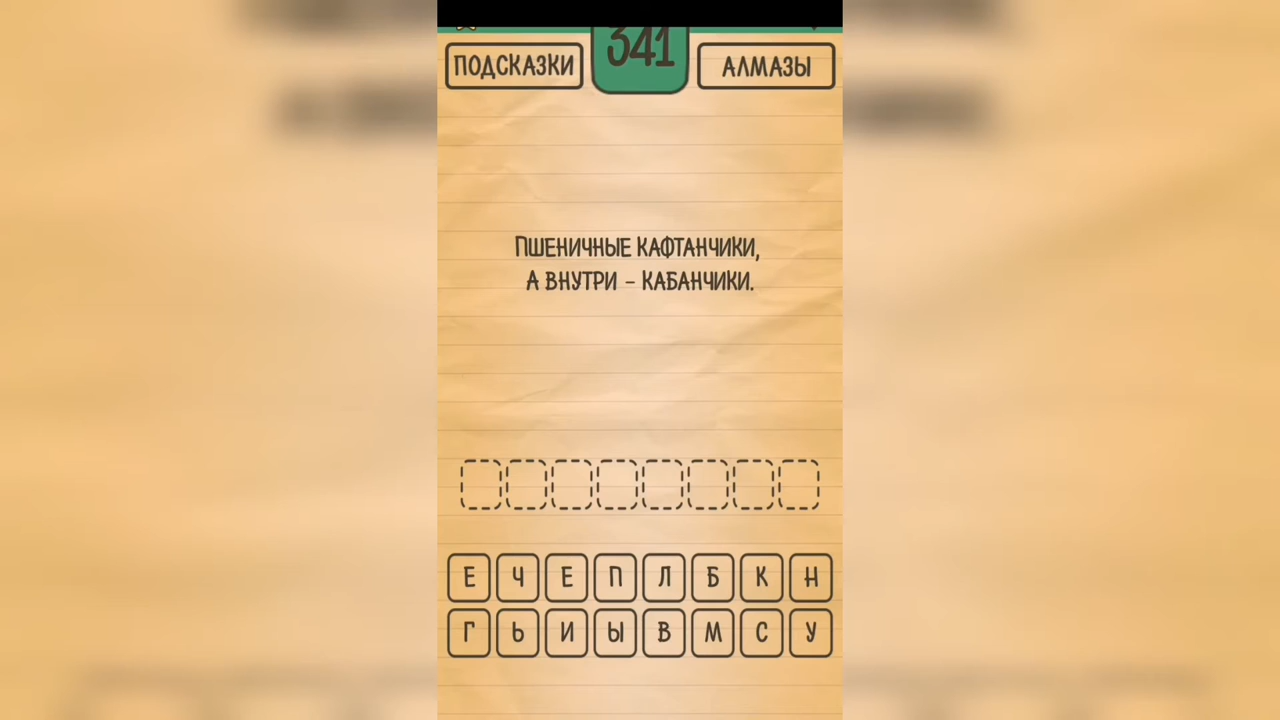 ПОДСКАЗКИ 341 АЛМАЗЫ
ПШЕНИЧНЫЕ КАФТАНЧИКИ,
А ВНУТРИ - КАБАНЧИКИ.
Е Ч Е П Л Б К Н
Г Ь И Ы В М С У